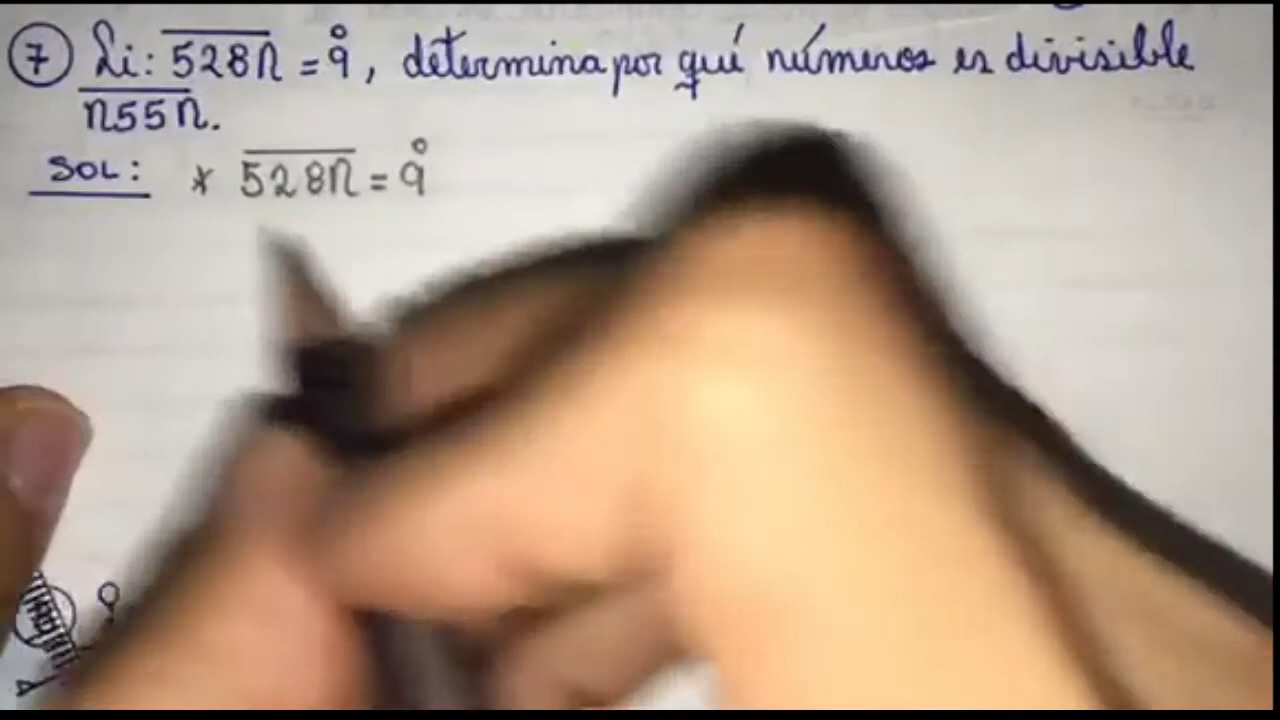 7 Si: 528n = 9̊, determina por qué números es divisible
n55n.
SOL: * 528n = 9̊